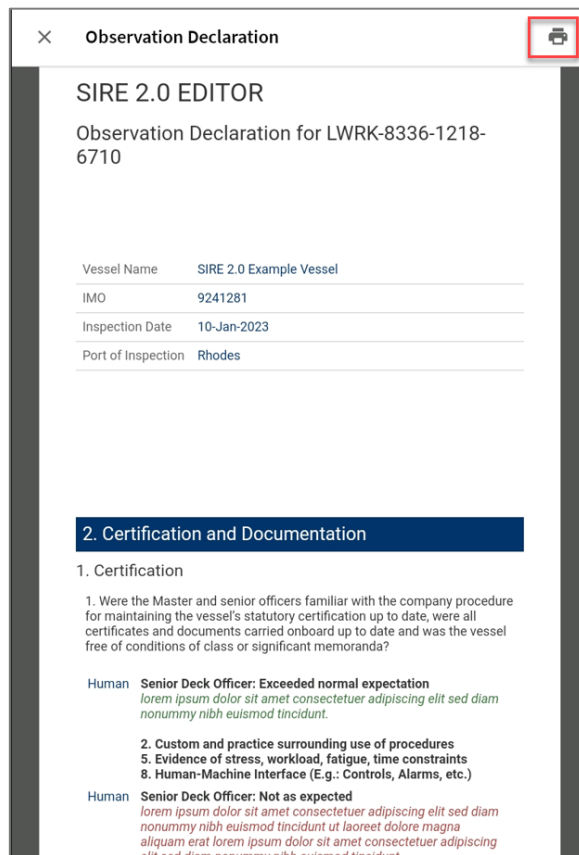 Observation Declaration
SIRE 2.0 EDITOR
Observation Declaration for LWRK-8336-1218-
6710
Vessel Name SIRE 2.0 Example Vessel
IMO 9241281
Inspection Date 10-Jan-2023
Port of Inspection Rhodes
2. Certification and Documentation
1. Certification
1. Were the Master and senior officers familiar with the company procedure
for maintaining the vessel's statutory certification up to date, were all
certificates and documents carried onboard up to date and was the vessel
free of conditions of class or significant memoranda?
Human Senior Deck Officer: Exceeded normal expectation
lorem ipsum dolor sit amet consectetuer adipiscing elit sed diam
nonummy nibh euismod tincidunt.
2. Custom and practice surrounding use of procedures
5. Evidence of stress, workload, fatigue, time constraints
8. Human-Machine Interface (E.g.: Controls, Alarms, etc.)
Human Senior Deck Officer: Not as expected
lorem ipsum dolor sit amet consectetuer adipiscing elit sed diam
nonummy nibh euismod tincidunt ut laoreet dolore magna
aliquam erat lorem ipsum dolor sit amet consectetuer adipiscing
elit sed diam nonummy nibh euismod tincidunt